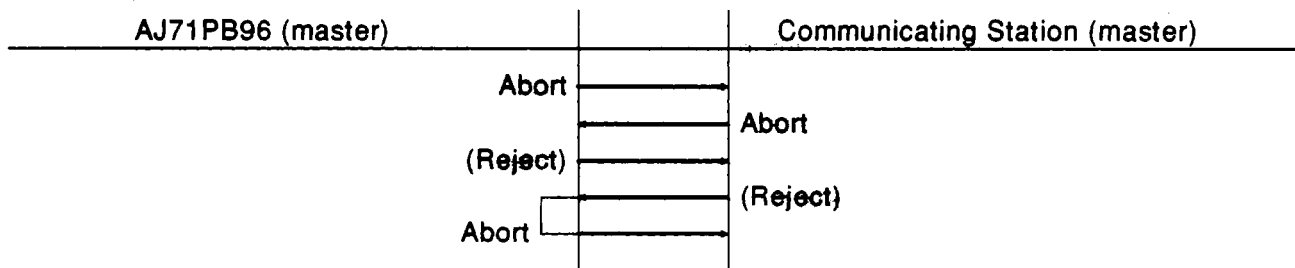 AJ71PB96 (master) Communicating Station (master)
Abort
Abort
(Reject)
(Reject)
Abort